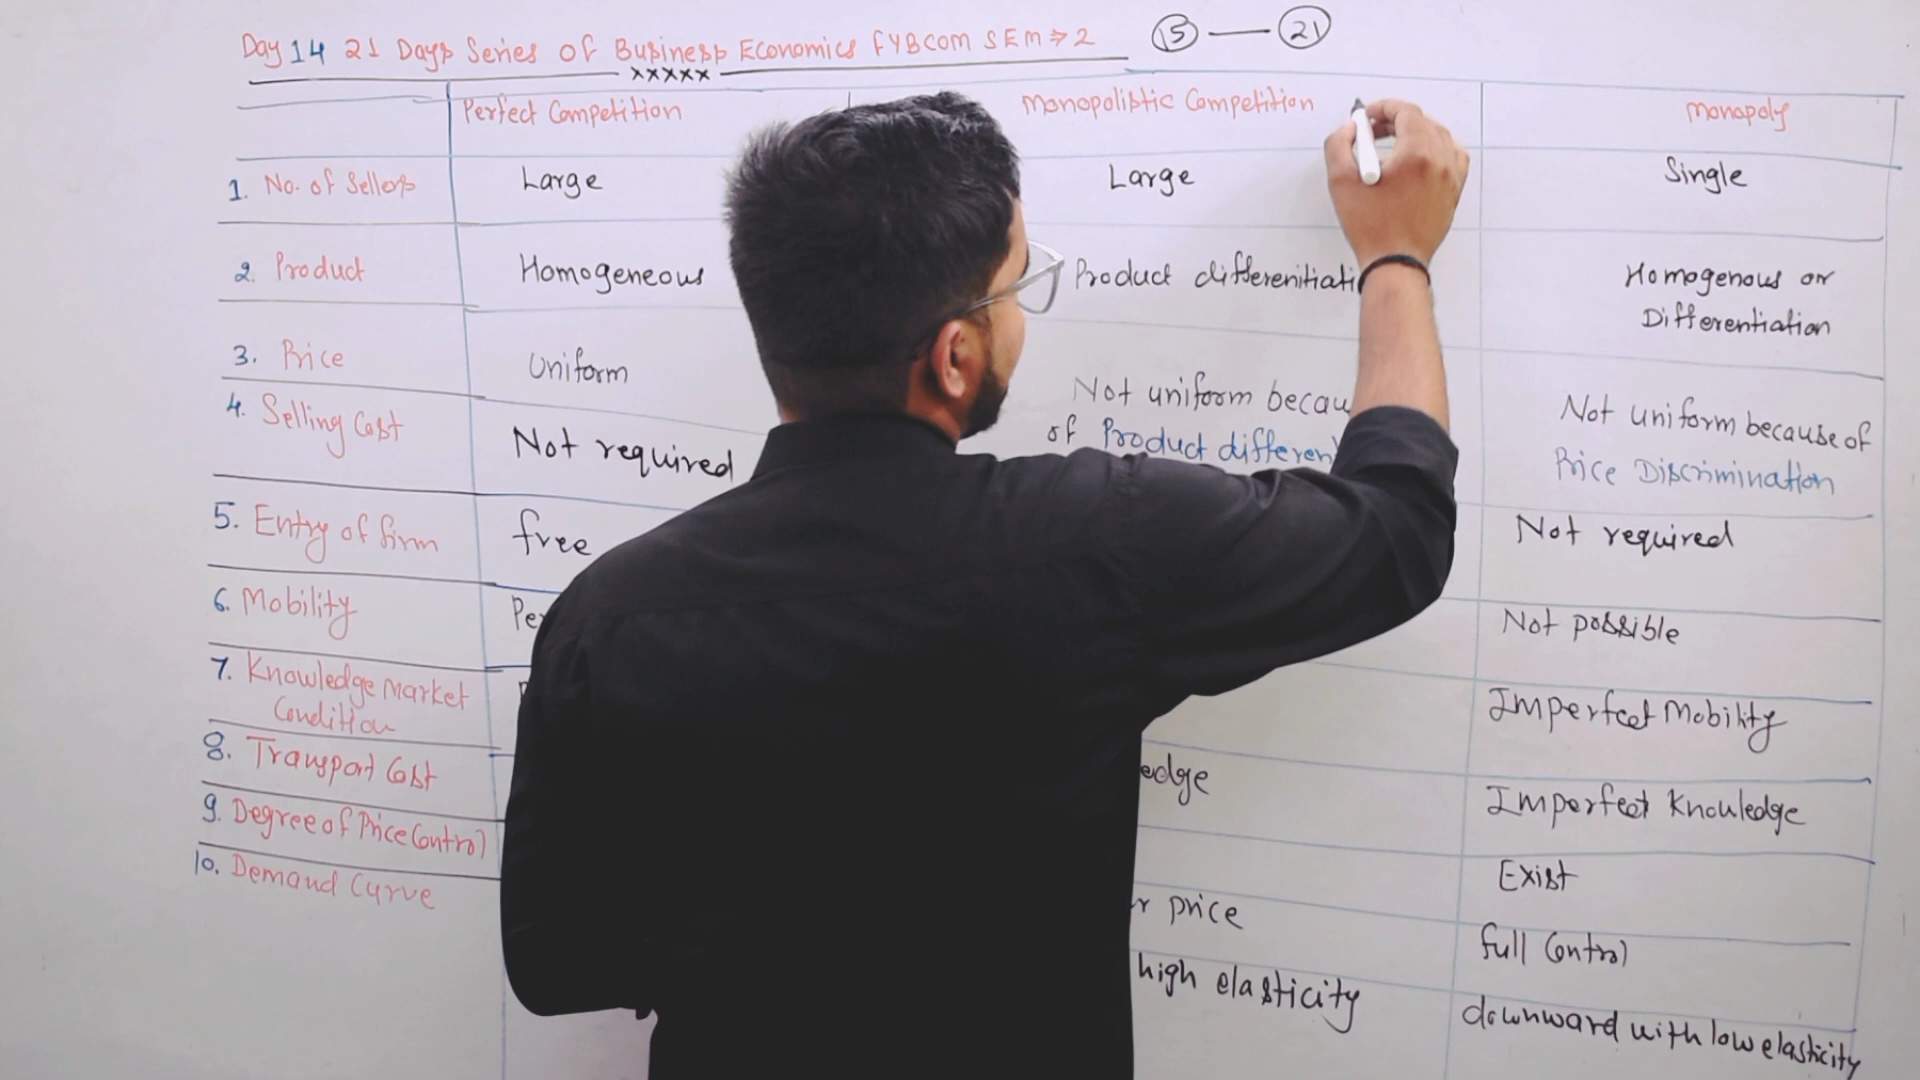 Day 14 21 Days Series of Business Economics FYBCOM SEM⇒2 15 — 21
xxxxx
Perfect Competition Monopolistic Competition Monopoly
1. No. of Sellers Large Large Single
2. Product Homogeneous Product differenitiati Homogenous or
Differentiation
3. Price Uniform Not uniform becau Not uniform because of
of Product differen Price Discrimination
4. Selling Cost Not required Not required
5. Entry of firm free Not possible
6. Mobility Per Imperfect Mobility
7. Knowledge Market edge Imperfect Knowledge
Condition
8. Transport Cost Exist
9. Degree of Price Control r price full Control
10. Demand Curve high elasticity downward with low elasticity